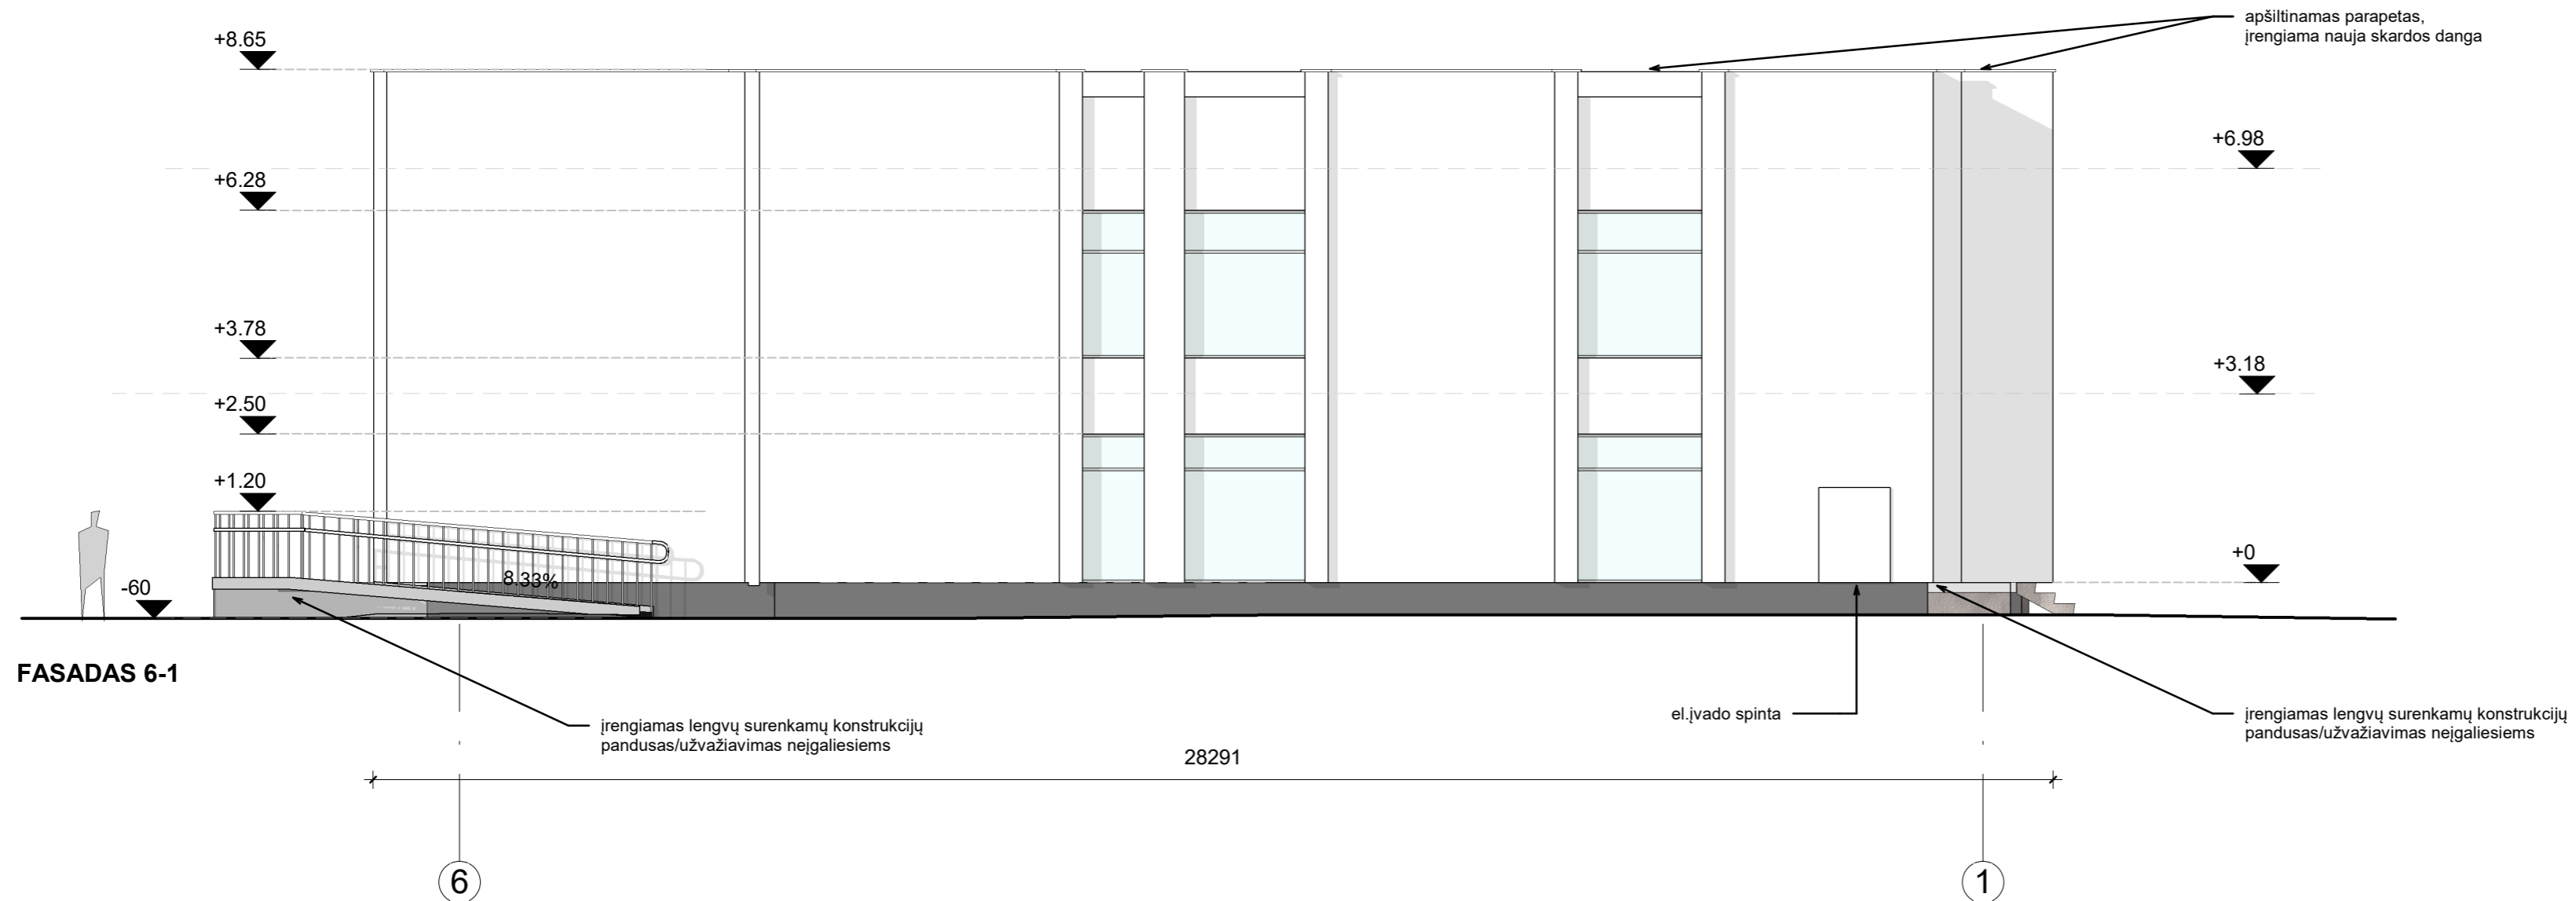 apšiltinamas parapetas,
įrengiama nauja skardos danga
+8.65
+6.98
+6.28
+3.78
+3.18
+2.50
+1.20
+0
8.33%
-60
FASADAS 6-1
įrengiamas lengvų surenkamų konstrukcijų
pandusas/užvažiavimas neįgaliesiems
el.įvado spinta
įrengiamas lengvų surenkamų konstrukcijų
pandusas/užvažiavimas neįgaliesiems
28291
6
1